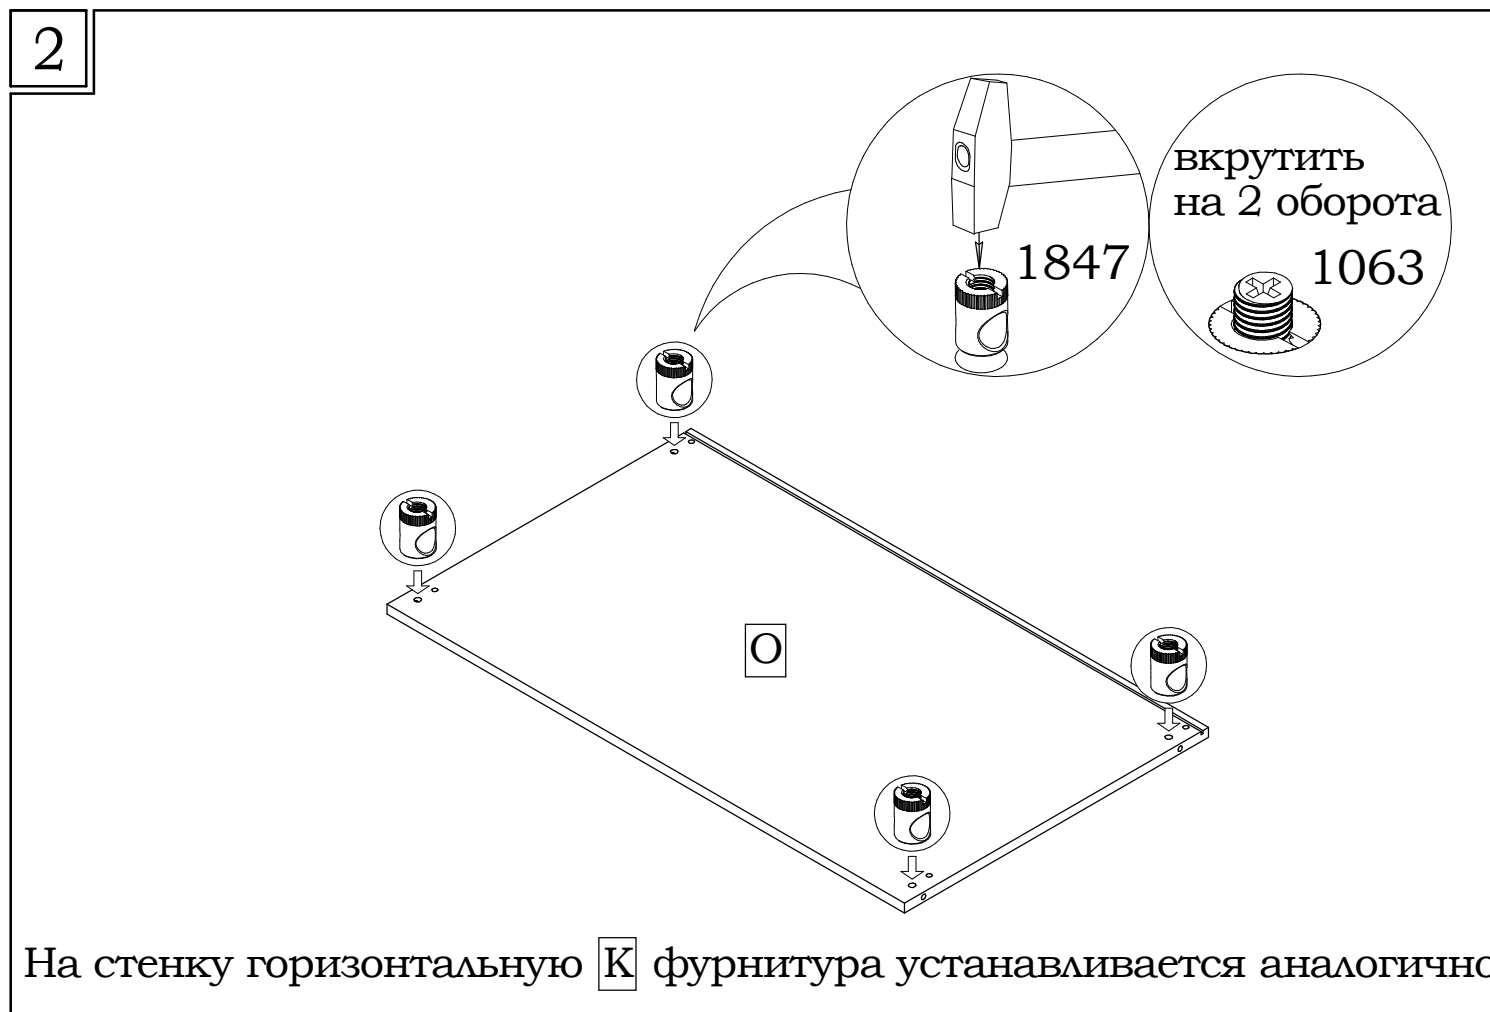 2
вкрутить
на 2 оборота
1847
1063
О
На стенку горизонтальную К фурнитура устанавливается аналогично